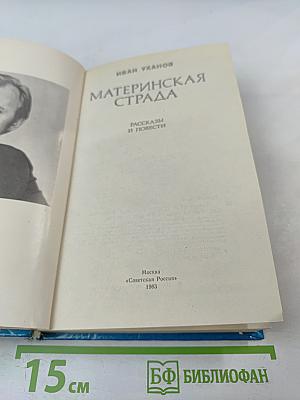 ИВАН УХАНОВ
МАТЕРИНСКАЯ
СТРАДА
РАССКАЗЫ
И ПОВЕСТИ
Москва
«Советская Россия»
1983
15 см
БФ БИБЛИОФАН